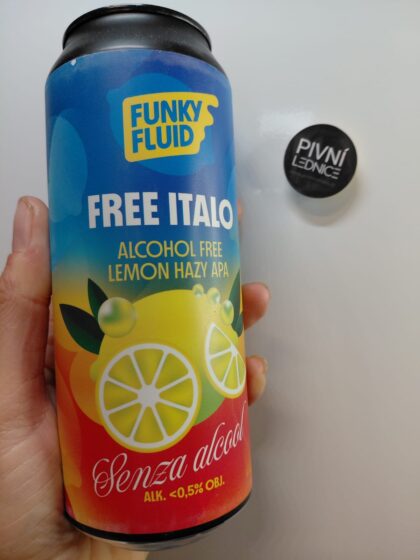 FUNKY
FLUID
FREE ITALO
ALCOHOL FREE
LEMON HAZY APA
Senza alcool
ALK. <0,5% OBJ.
PIVNÍ
LEDNICE